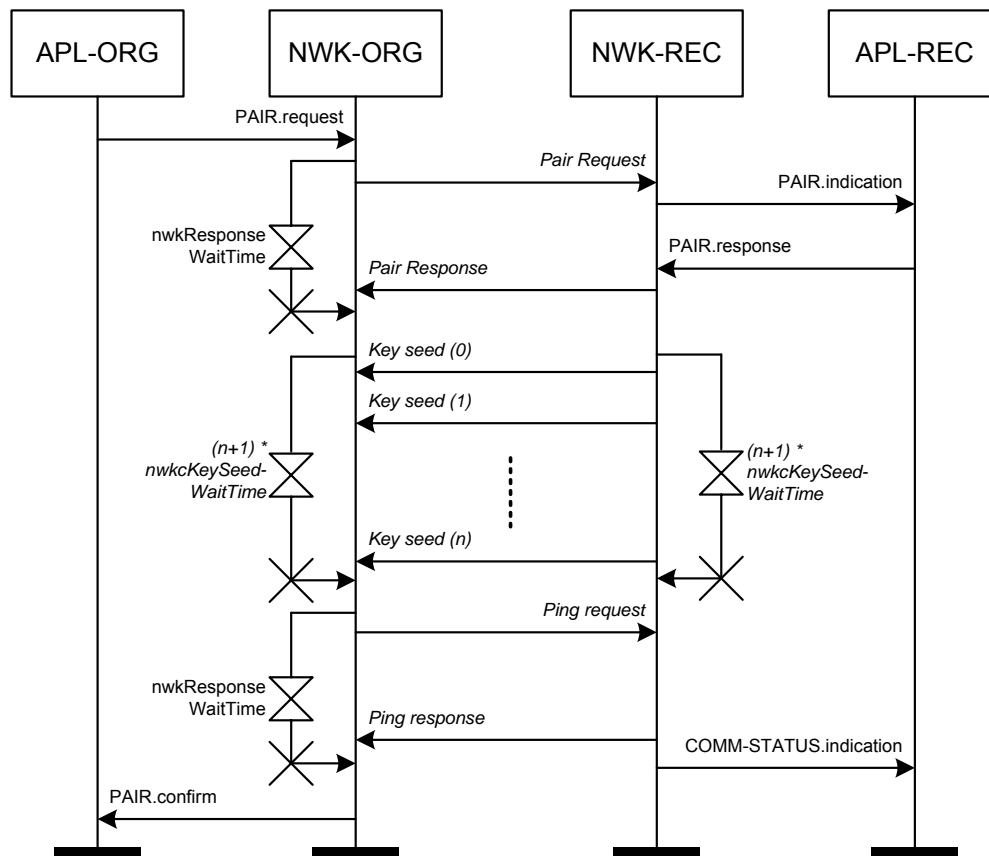 APL-ORG
NWK-ORG
NWK-REC
APL-REC
PAIR.request
Pair Request
PAIR.indication
nwkResponse
WaitTime
PAIR.response
Pair Response
Key seed (0)
Key seed (1)
(n+1) *
nwkcKeySeed-
WaitTime
(n+1) *
nwkcKeySeed-
WaitTime
Key seed (n)
Ping request
nwkResponse
WaitTime
Ping response
COMM-STATUS.indication
PAIR.confirm